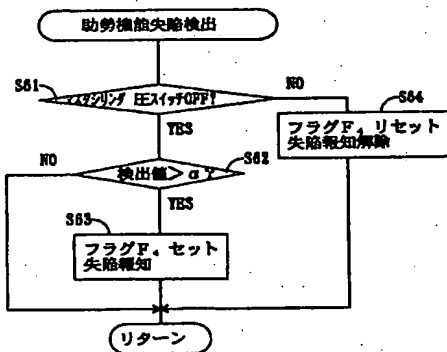 助勢機能失陥検出
S61
マスタシリンダ圧スイッチOFF?
NO
S64
YES
フラグF4リセット
失陥報知解除
NO
S62
検出値>α?
YES
S63
フラグF4セット
失陥報知
リターン